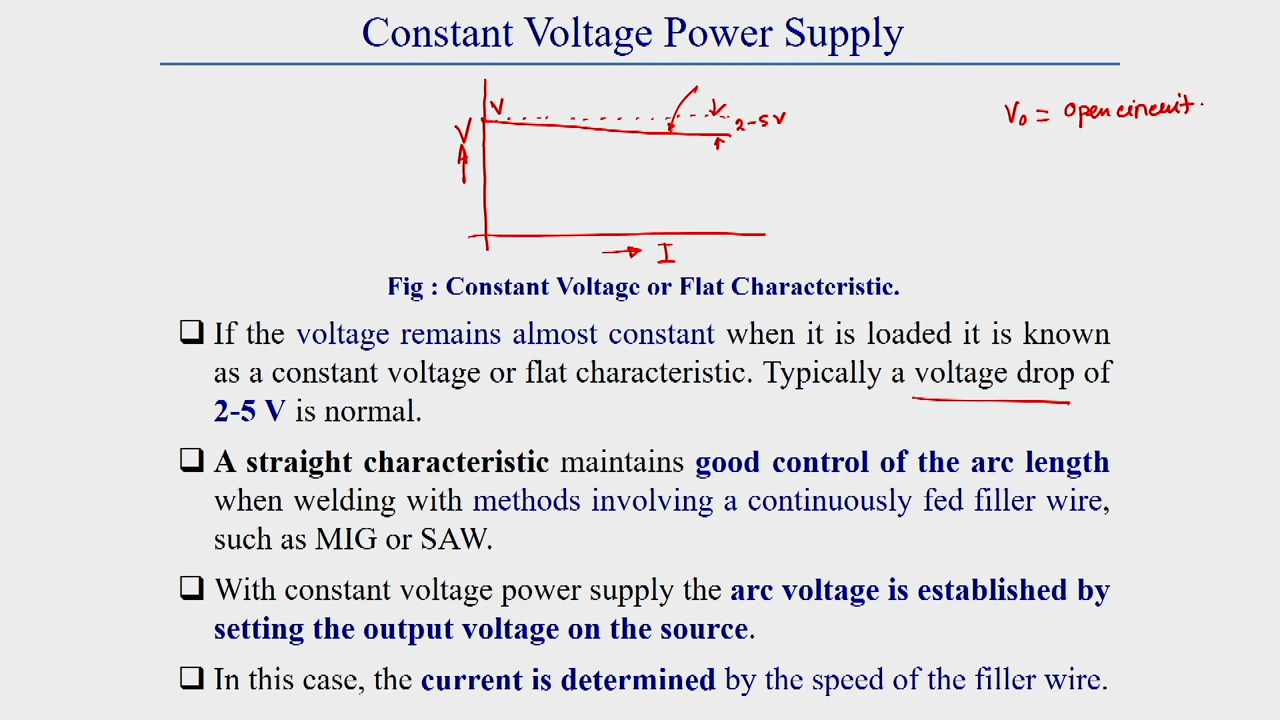 Constant Voltage Power Supply
V
V
2-5V
V₀ = Open circuit.
I
Fig : Constant Voltage or Flat Characteristic.
❑ If the voltage remains almost constant when it is loaded it is known
as a constant voltage or flat characteristic. Typically a voltage drop of
2-5 V is normal.
❑ A straight characteristic maintains good control of the arc length
when welding with methods involving a continuously fed filler wire,
such as MIG or SAW.
❑ With constant voltage power supply the arc voltage is established by
setting the output voltage on the source.
❑ In this case, the current is determined by the speed of the filler wire.